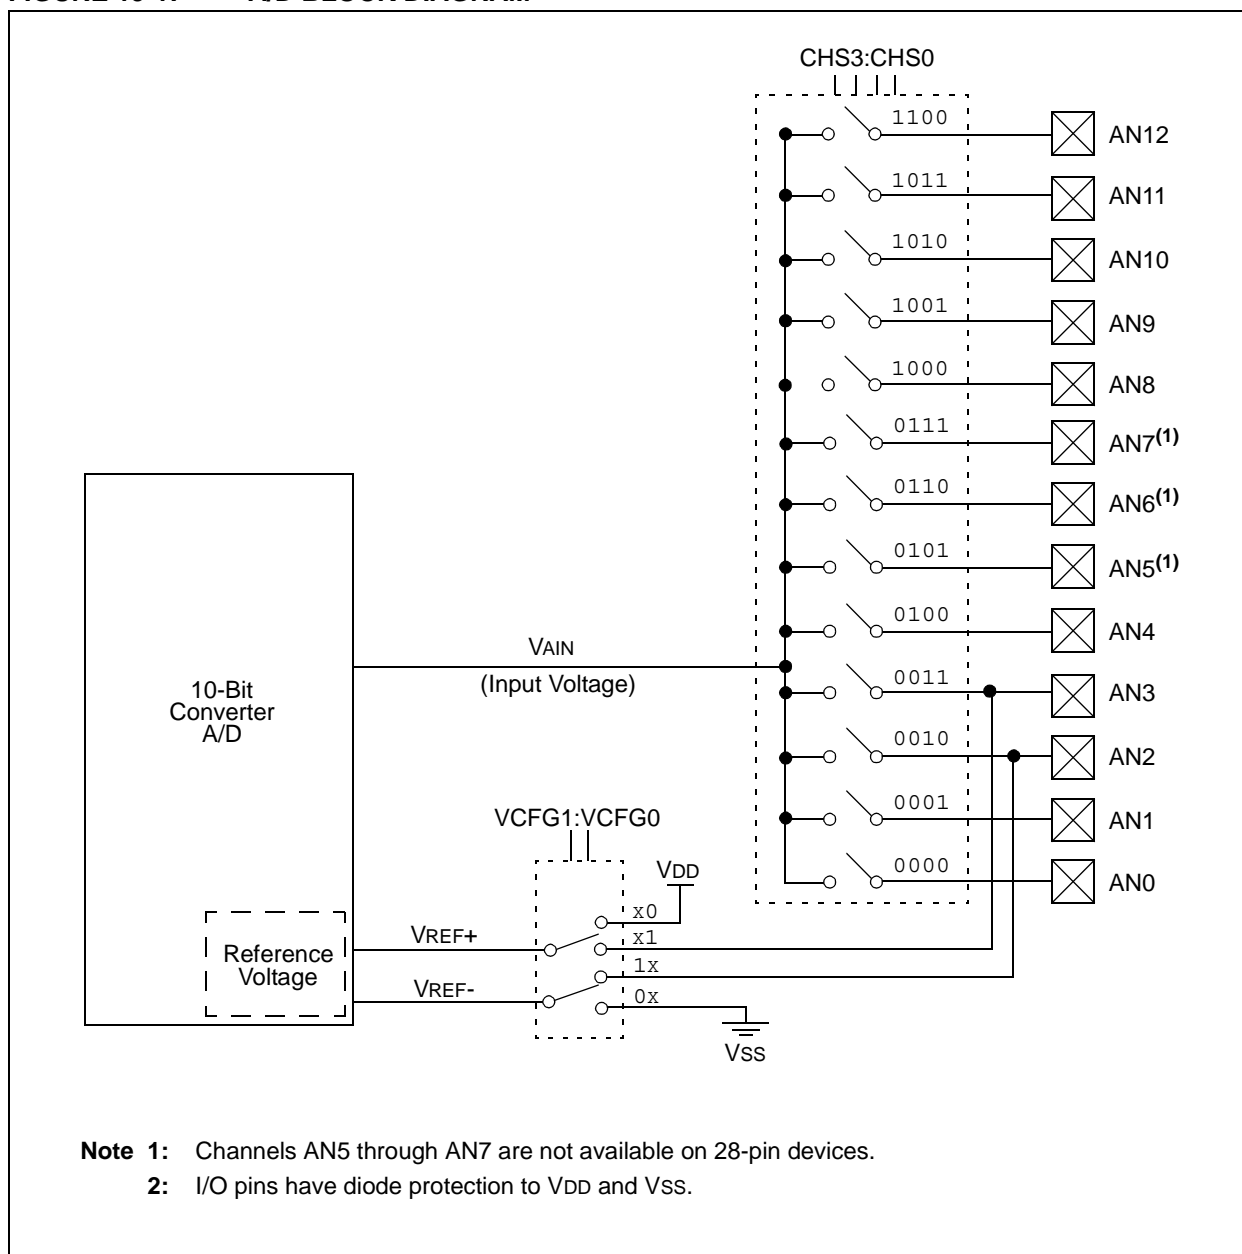 CHS3:CHS0
1100 AN12
1011 AN11
1010 AN10
1001 AN9
1000 AN8
0111 AN7(1)
0110 AN6(1)
0101 AN5(1)
0100 AN4
VAIN
(Input Voltage)
0011 AN3
10-Bit
Converter
A/D
0010 AN2
0001 AN1
VCFG1:VCFG0
0000 AN0
VDD
x0
VREF+
x1
Reference
Voltage
1x
VREF-
0x
VSS
Note 1: Channels AN5 through AN7 are not available on 28-pin devices.
2: I/O pins have diode protection to VDD and VSS.